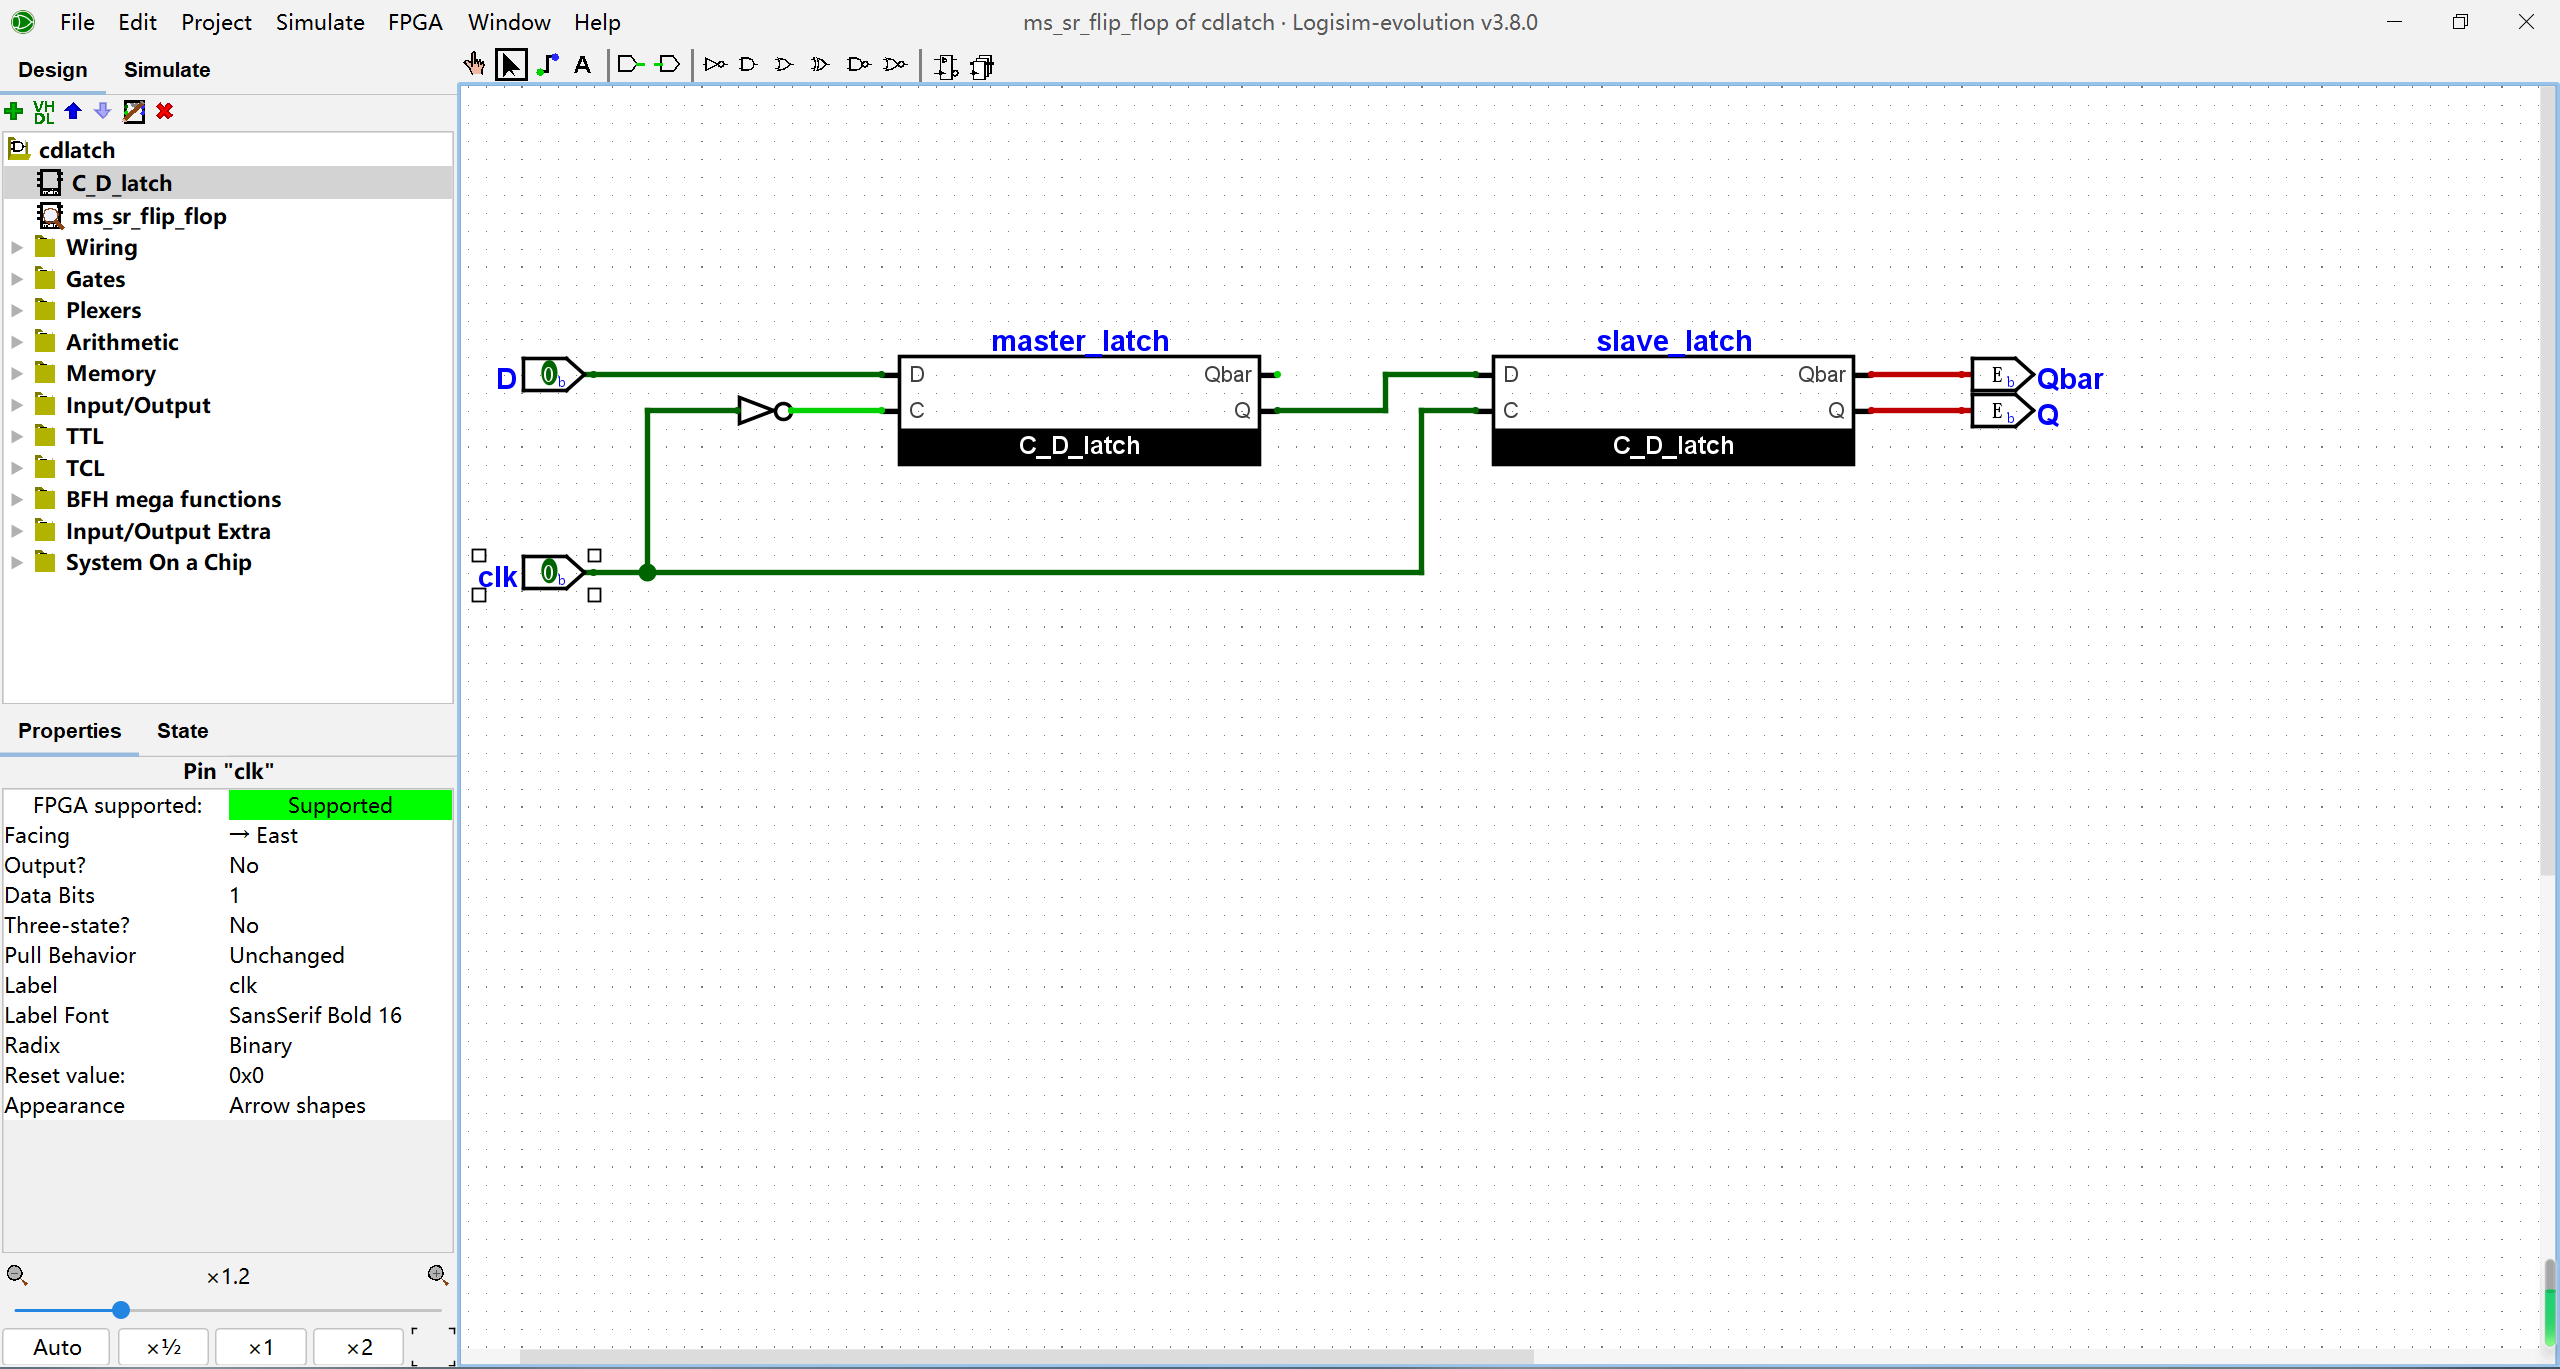 File Edit Project Simulate FPGA Window Help
ms_sr_flip_flop of cdlatch · Logisim-evolution v3.8.0
Design Simulate
A
VH
DL
cdlatch
C_D_latch
ms_sr_flip_flop
Wiring
Gates
Plexers
Arithmetic
Memory
Input/Output
TTL
TCL
BFH mega functions
Input/Output Extra
System On a Chip
Properties State
Pin "clk"
FPGA supported: Supported
Facing → East
Output? No
Data Bits 1
Three-state? No
Pull Behavior Unchanged
Label clk
Label Font SansSerif Bold 16
Radix Binary
Reset value: 0x0
Appearance Arrow shapes
×1.2
Auto ×½ ×1 ×2
master_latch
D Qbar
C Q
C_D_latch
slave_latch
D Qbar
C Q
C_D_latch
D 0b
clk 0b
E b Qbar
E b Q